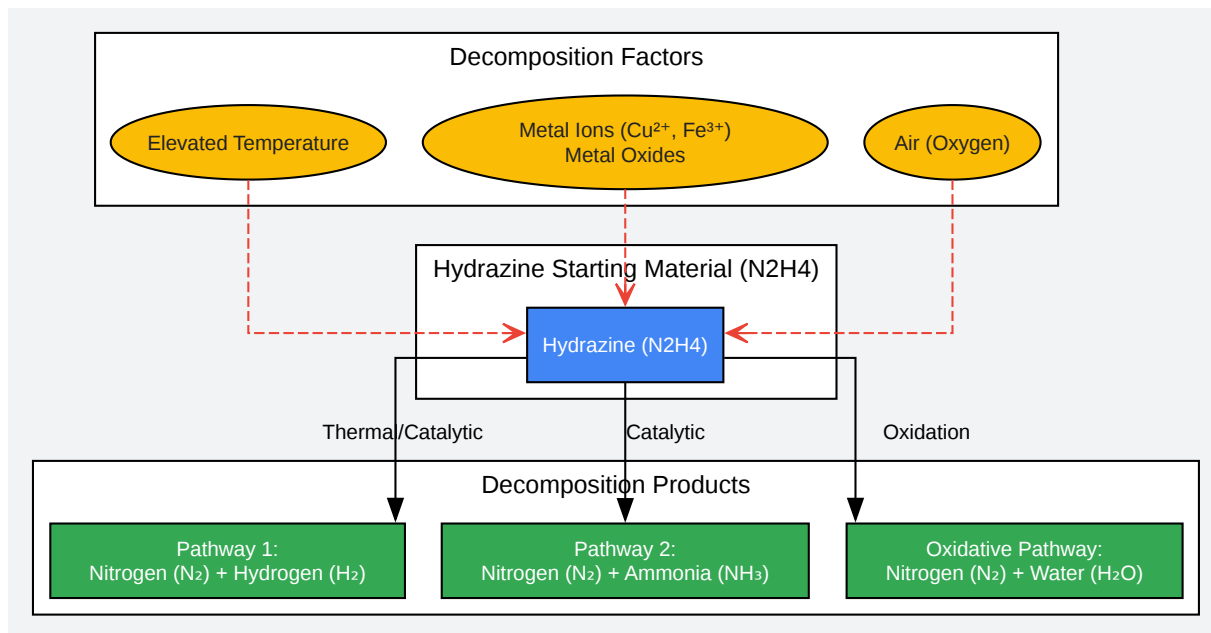 Decomposition Factors
Elevated Temperature
Metal Ions (Cu²⁺, Fe³⁺)
Metal Oxides
Air (Oxygen)
Hydrazine Starting Material (N2H4)
Hydrazine (N2H4)
Thermal/Catalytic
Catalytic
Oxidation
Decomposition Products
Pathway 1:
Nitrogen (N₂) + Hydrogen (H₂)
Pathway 2:
Nitrogen (N₂) + Ammonia (NH₃)
Oxidative Pathway:
Nitrogen (N₂) + Water (H₂O)